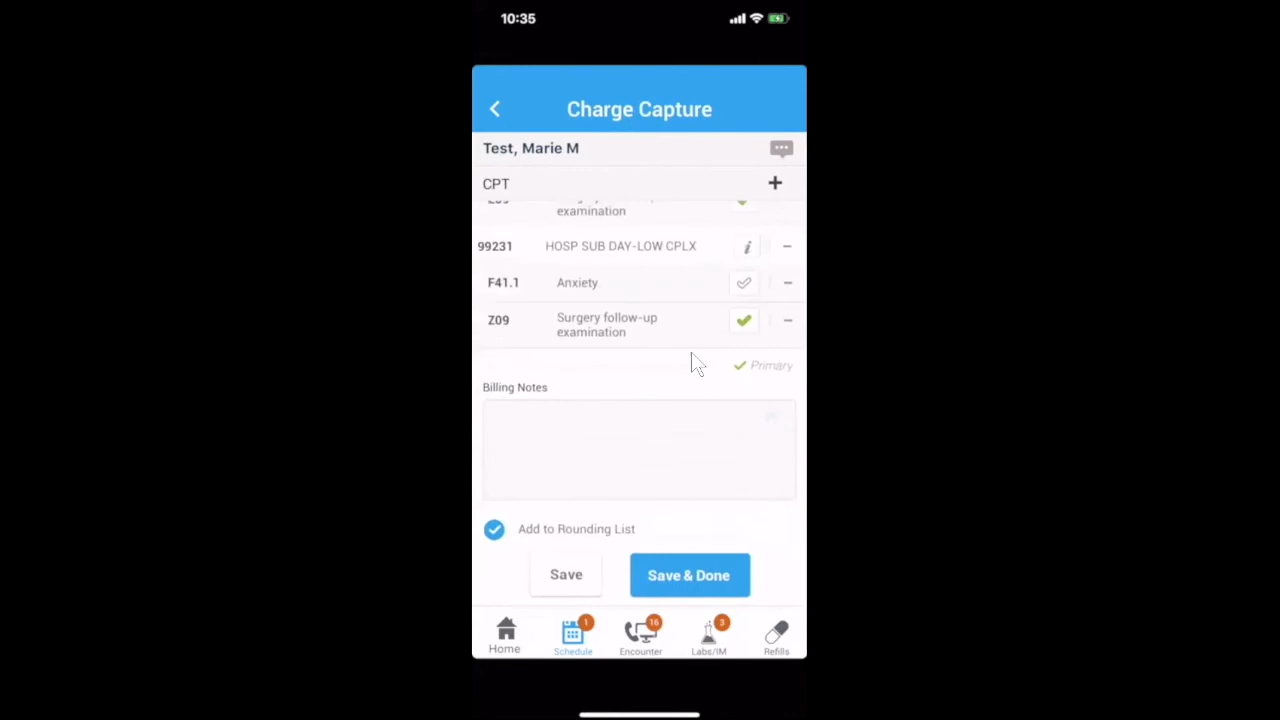 10:35
Charge Capture
Test, Marie M
CPT
examination
99231 HOSP SUB DAY-LOW CPLX i
F41.1 Anxiety
Z09 Surgery follow-up
examination
Primary
Billing Notes
Add to Rounding List
Save Save & Done
1 16 3
Home Schedule Encounter Labs/IM Refills